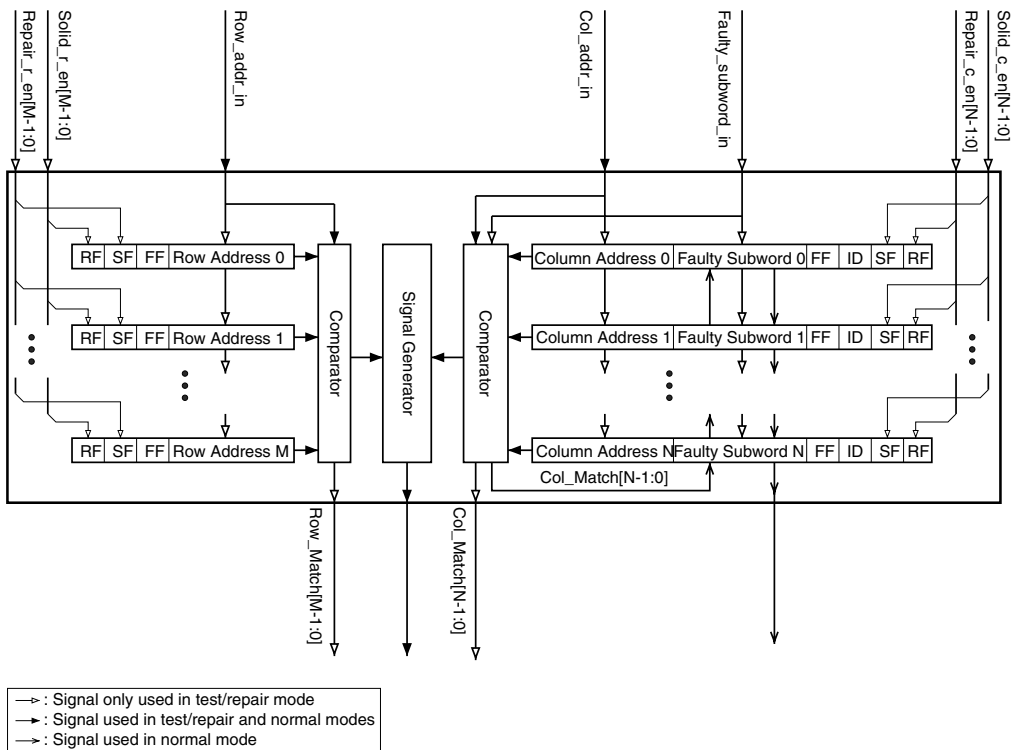 Repair_r_en[M-1:0]
Solid_r_en[M-1:0]
Row_addr_in
Col_addr_in
Faulty_subword_in
Repair_c_en[N-1:0]
Solid_c_en[N-1:0]
RF SF FF Row Address 0
Column Address 0 Faulty Subword 0 FF ID SF RF
RF SF FF Row Address 1
Column Address 1 Faulty Subword 1 FF ID SF RF
Comparator
Signal Generator
Comparator
RF SF FF Row Address M
Column Address N Faulty Subword N FF ID SF RF
Col_Match[N-1:0]
Row_Match[M-1:0]
Col_Match[N-1:0]
: Signal only used in test/repair mode
: Signal used in test/repair and normal modes
: Signal used in normal mode